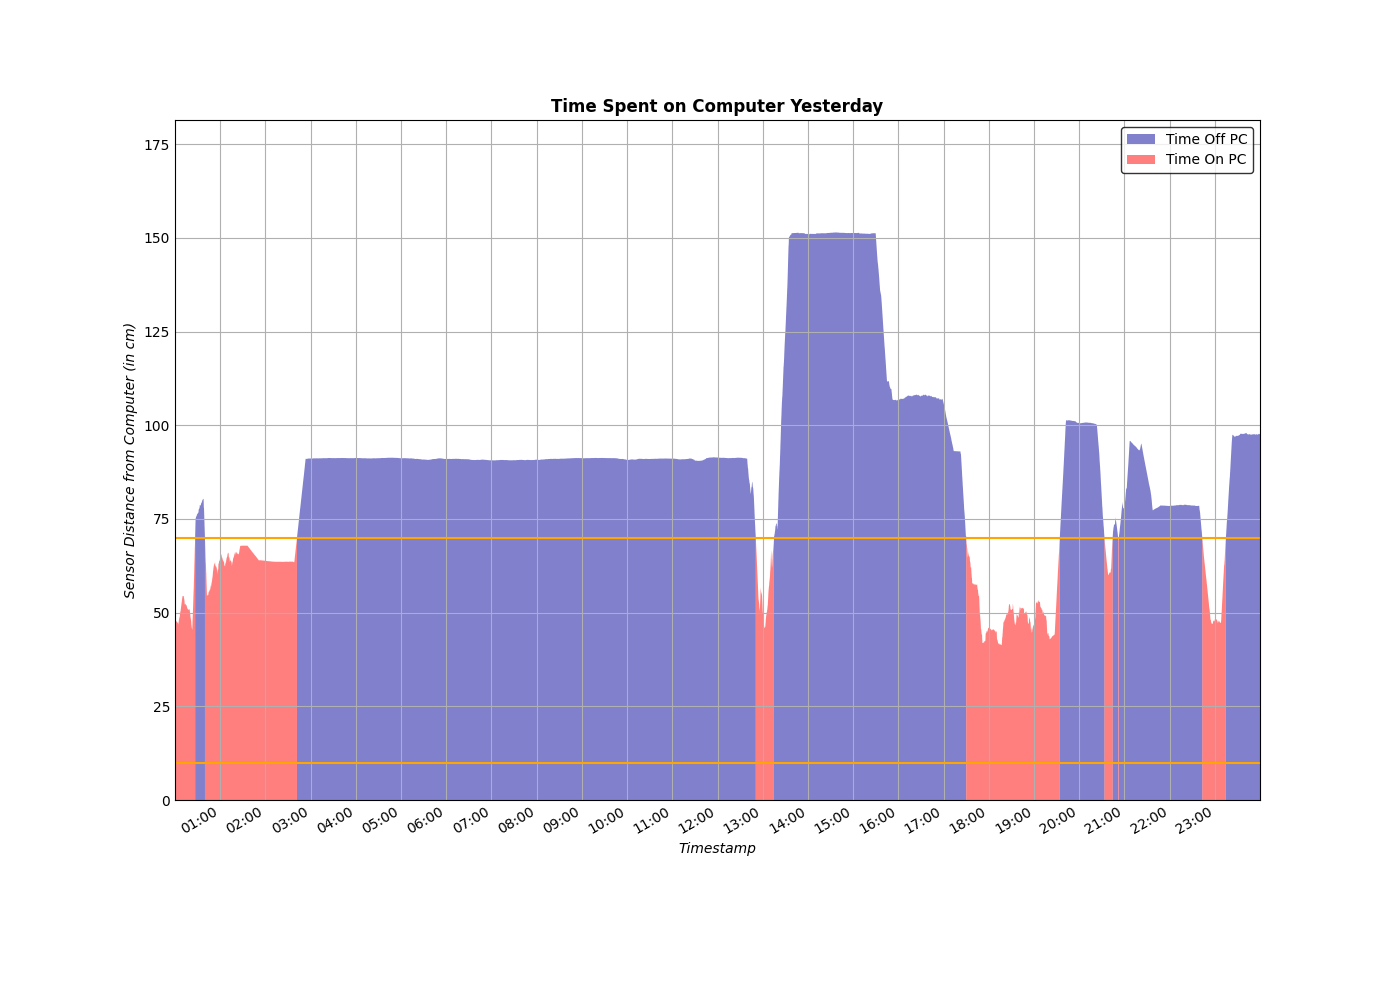 Time Spent on Computer Yesterday
Time Off PC
Time On PC
175
150
125
100
75
50
25
0
Sensor Distance from Computer (in cm)
01:00 02:00 03:00 04:00 05:00 06:00 07:00 08:00 09:00 10:00 11:00 12:00 13:00 14:00 15:00 16:00 17:00 18:00 19:00 20:00 21:00 22:00 23:00
Timestamp